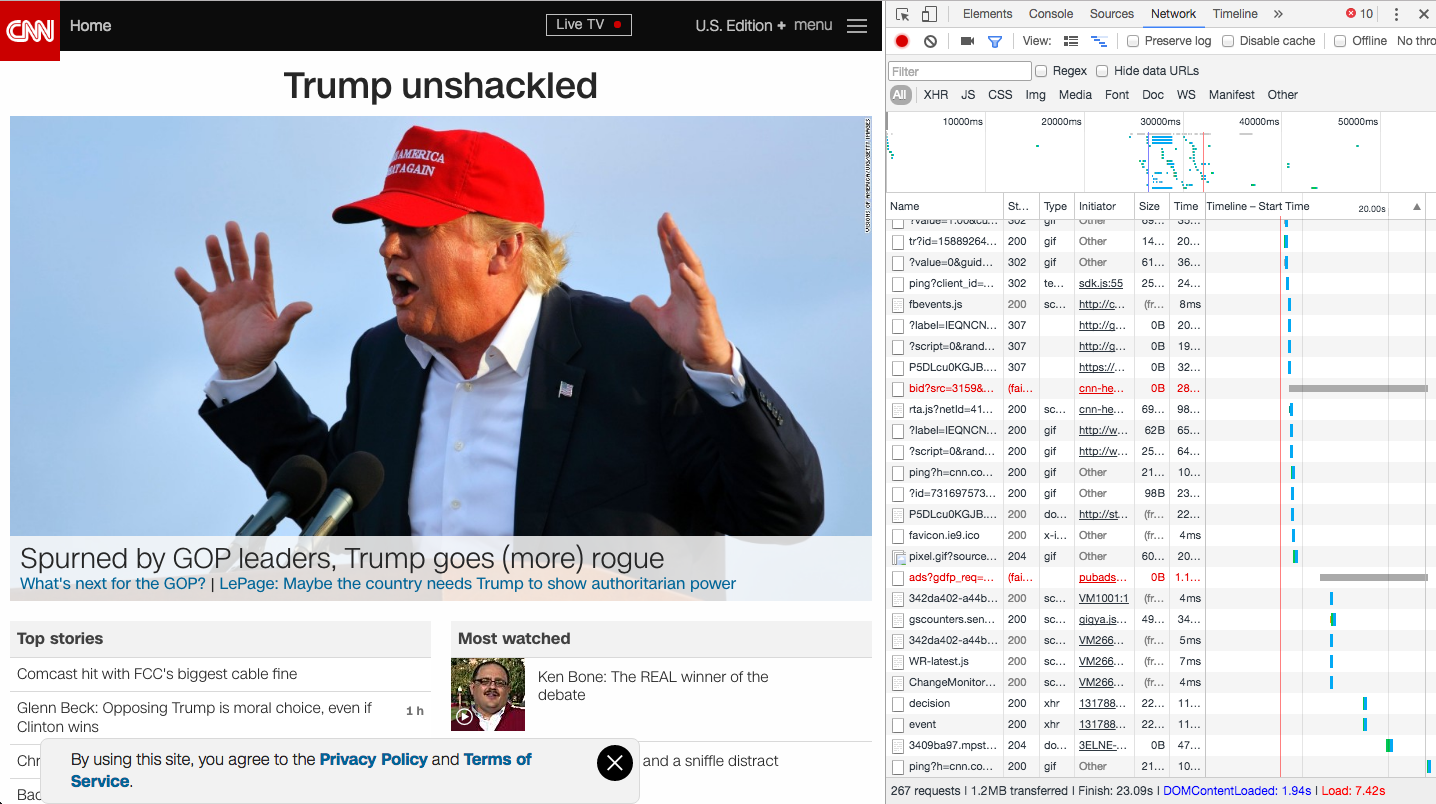 CNN
Home
Live TV
U.S. Edition +
menu
Trump unshackled
AMERICA
AT AGAIN
VISIONS OF AMERICA/UIG/GETTY IMAGES
Spurned by GOP leaders, Trump goes (more) rogue
What's next for the GOP? | LePage: Maybe the country needs Trump to show authoritarian power
Top stories
Comcast hit with FCC's biggest cable fine
Glenn Beck: Opposing Trump is moral choice, even if
Clinton wins
1 h
Most watched
Ken Bone: The REAL winner of the
debate
and a sniffle distract
By using this site, you agree to the Privacy Policy and Terms of
Service.
Elements Console Sources Network Timeline » 10
View: Preserve log Disable cache Offline No thro
Filter Regex Hide data URLs
All XHR JS CSS Img Media Font Doc WS Manifest Other
10000ms 20000ms 30000ms 40000ms 50000ms
Name St... Type Initiator Size Time Timeline – Start Time 20.00s
?value=1.00&cu... 302 gif Other 69... 35...
tr?id=15889264... 200 gif Other 14... 20...
?value=0&guid... 302 gif Other 61... 36...
ping?client_id=... 302 te... sdk.js:55 25... 24...
fbevents.js 200 sc... http://c... (fr... 8ms
?label=IEQNCN... 307 http://g... 0B 20...
?script=0&rand... 307 http://g... 0B 19...
P5DLcu0KGJB... 307 https://... 0B 32...
bid?src=3159&... (fai... cnn-he... 0B 28...
rta.js?netId=41... 200 sc... cnn-he... 69... 98...
?label=IEQNCN... 200 gif http://w... 62B 65...
?script=0&rand... 200 gif http://w... 25... 64...
ping?h=cnn.co... 200 gif Other 21... 10...
?id=731697573... 200 gif Other 98B 23...
P5DLcu0KGJB... 200 do... http://st... (fr... 22...
favicon.ie9.ico 200 x-i... Other (fr... 4ms
pixel.gif?source... 204 gif Other 60... 20...
ads?gdfp_req=... (fai... pubads... 0B 1.1...
342da402-a44b... 200 sc... VM1001:1 (fr... 4ms
gscounters.sen... 200 sc... gigya.js... 49... 34...
342da402-a44b... 200 sc... VM266... (fr... 5ms
WR-latest.js 200 sc... VM266... (fr... 7ms
ChangeMonitor... 200 sc... VM266... (fr... 4ms
decision 200 xhr 131788... 22... 11...
event 200 xhr 131788... 22... 11...
3409ba97.mpst... 204 do... 3ELNE-... 0B 47...
ping?h=cnn.co... 200 gif Other 21... 10...
267 requests | 1.2MB transferred | Finish: 23.09s | DOMContentLoaded: 1.94s | Load: 7.42s